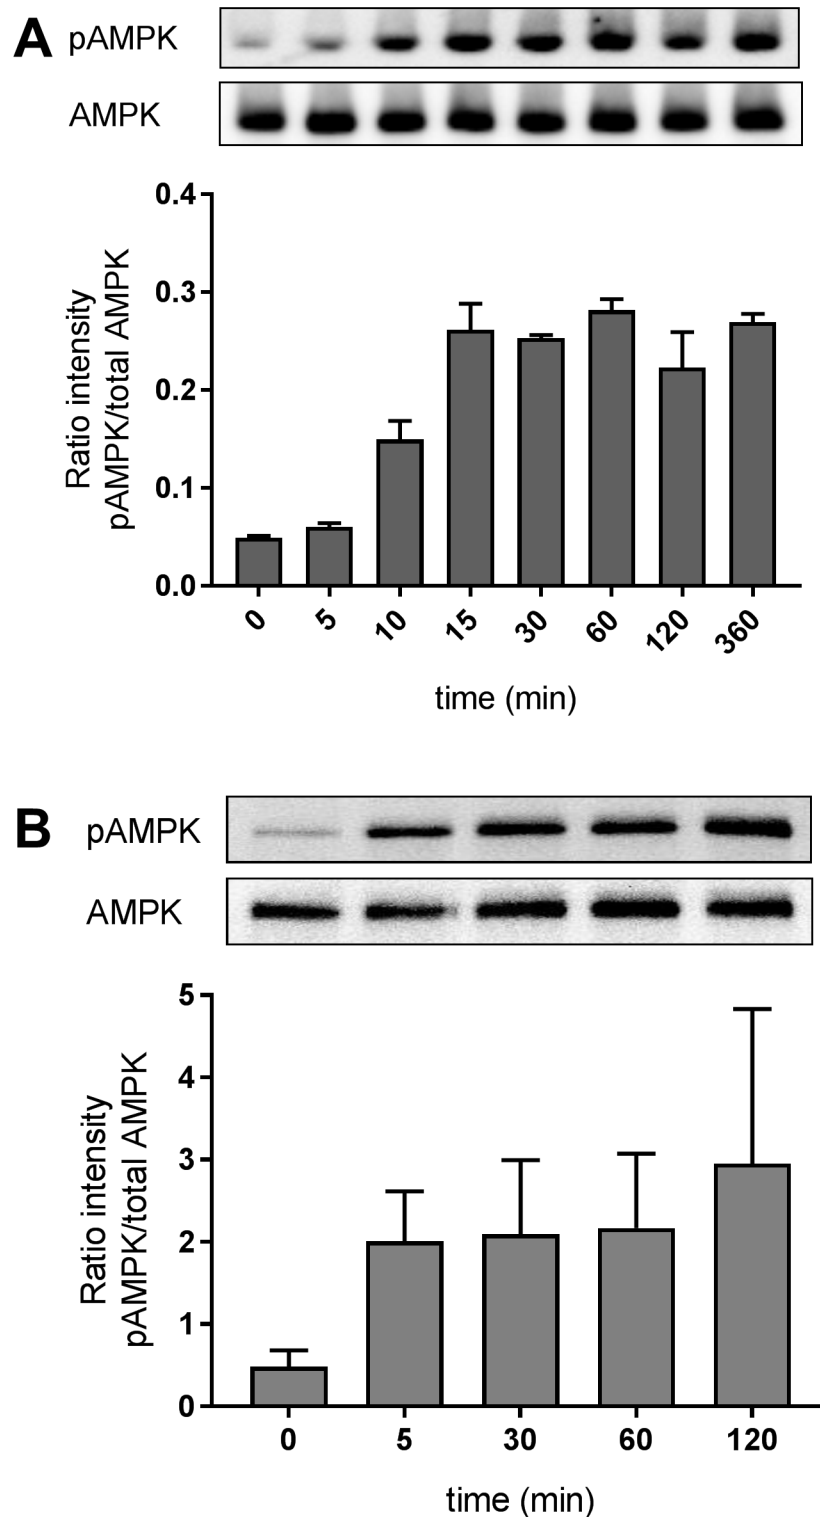 A pAMPK
AMPK
Ratio intensity
pAMPK/total AMPK
0.4
0.3
0.2
0.1
0.0
0 5 10 15 30 60 120 360
time (min)
B pAMPK
AMPK
Ratio intensity
pAMPK/total AMPK
5
4
3
2
1
0
0 5 30 60 120
time (min)